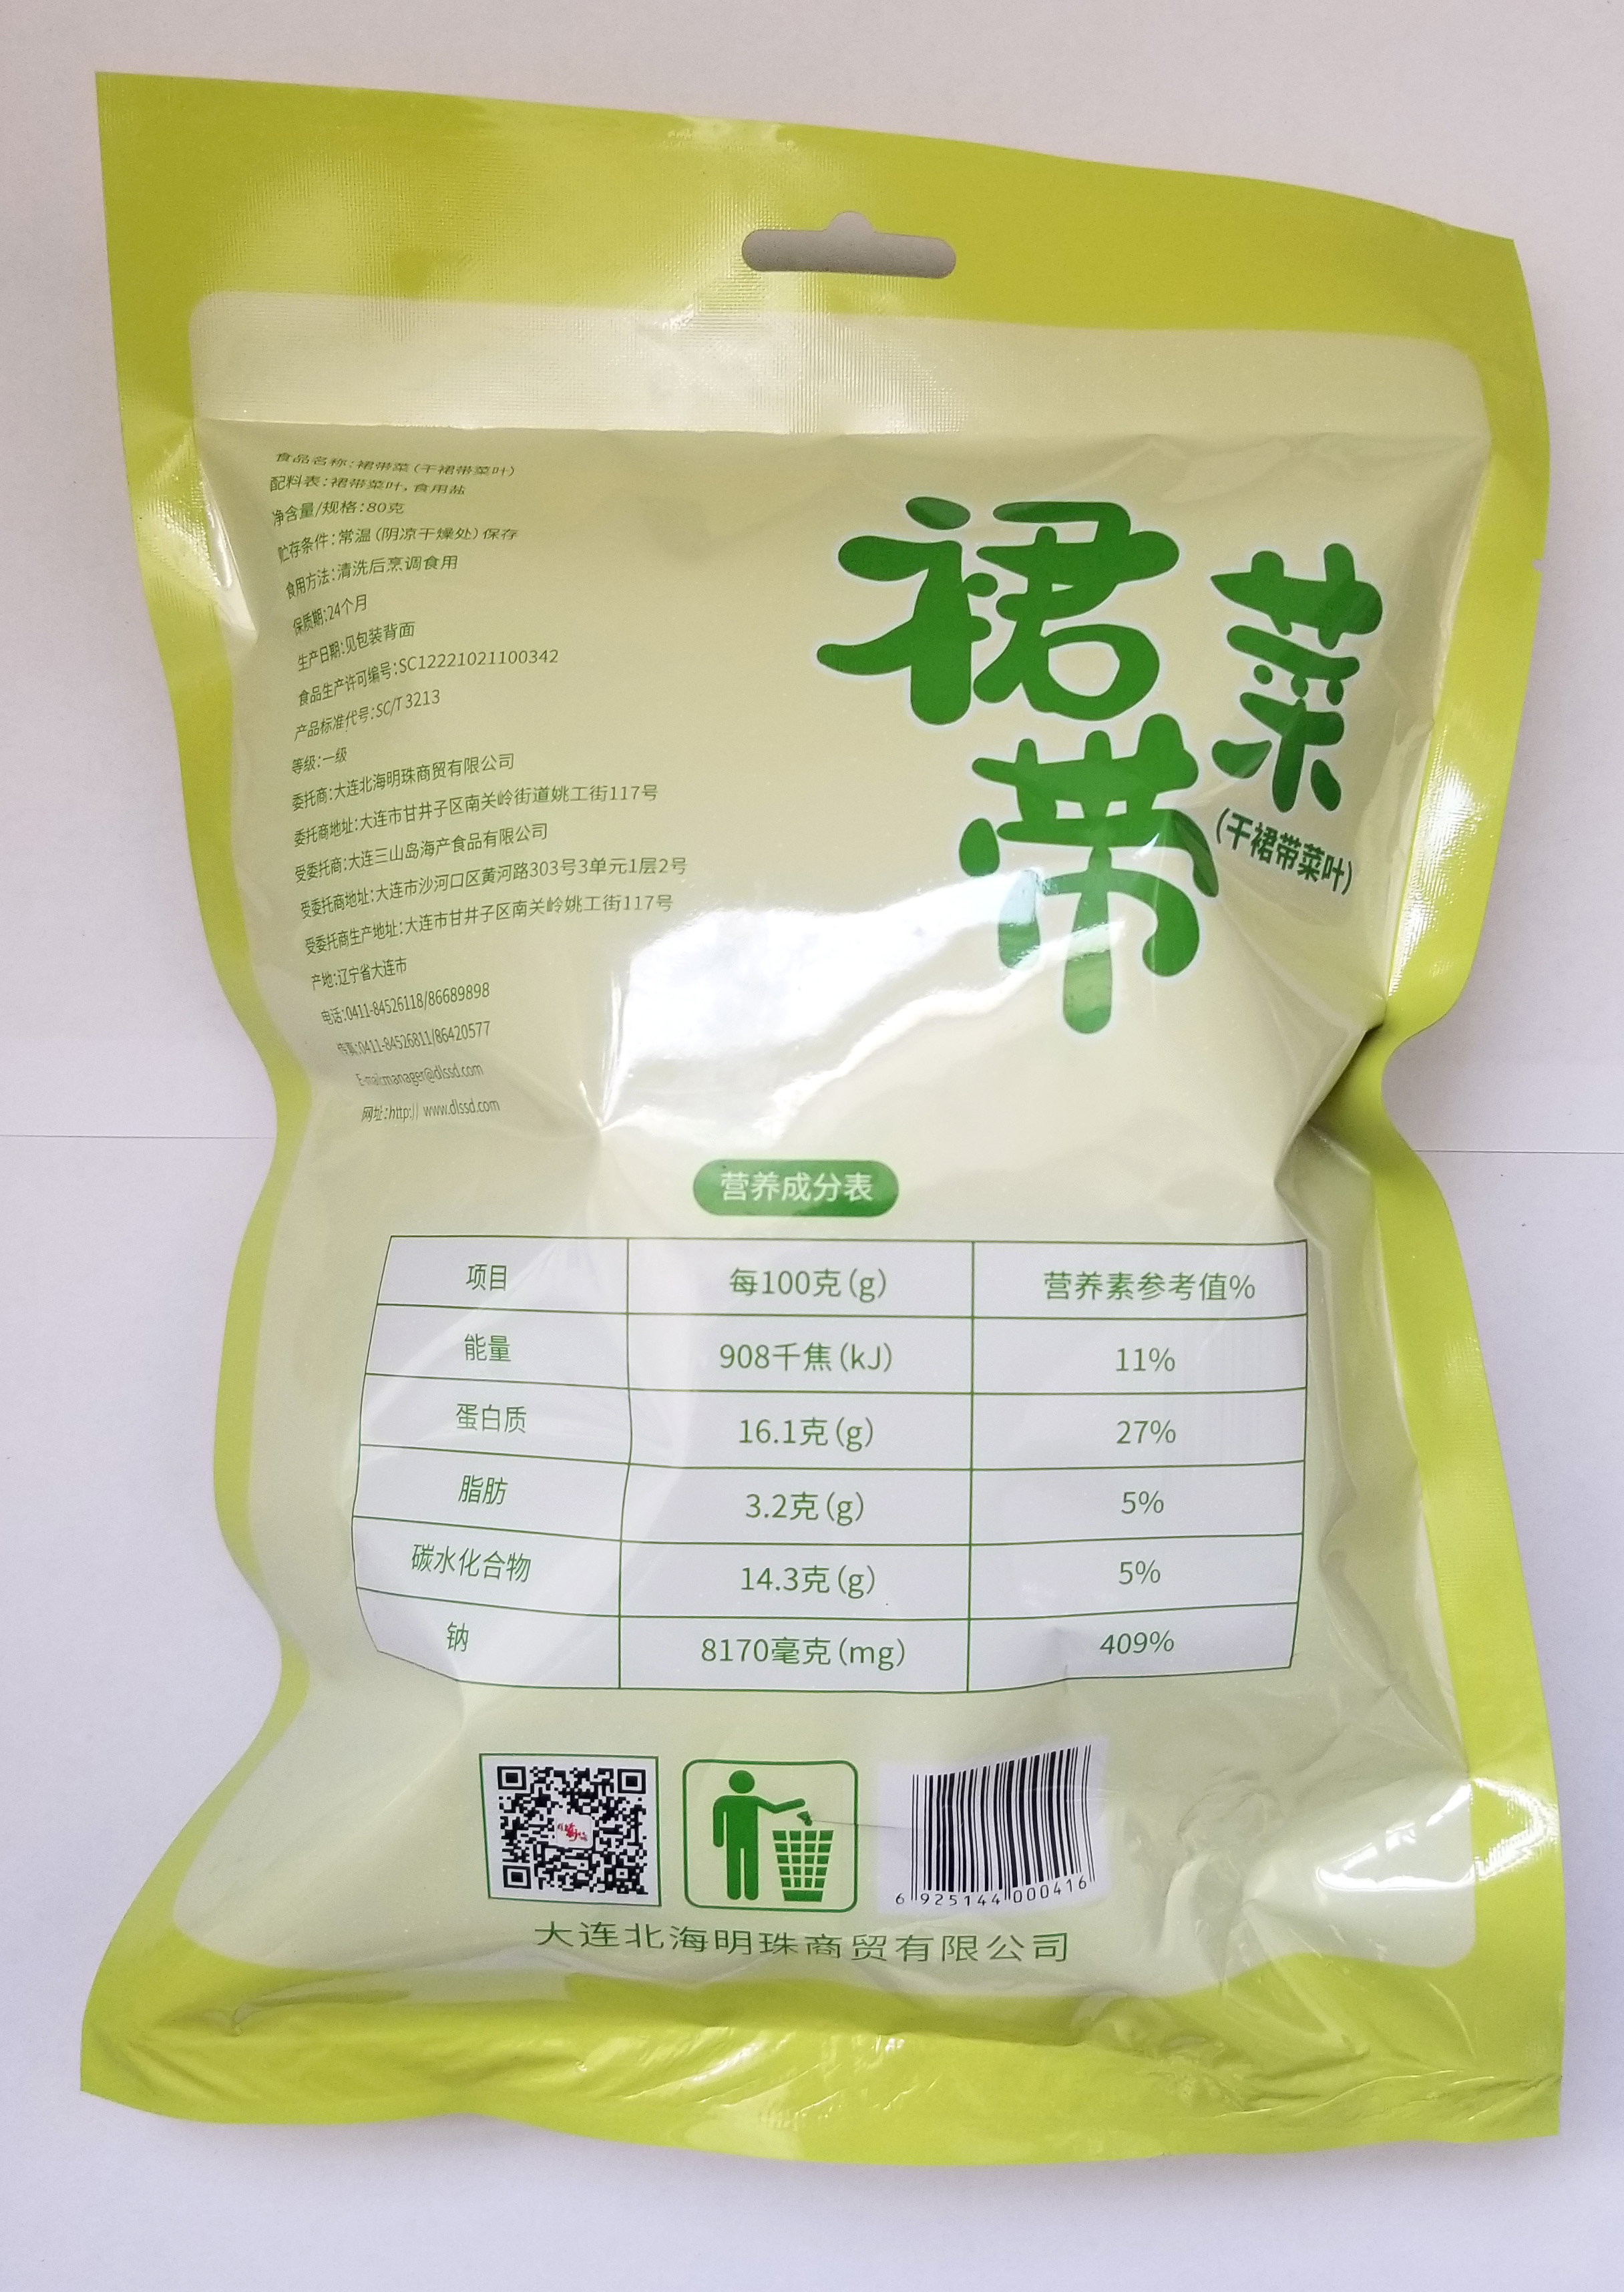 食品名称:裙带菜(干裙带菜叶)
配料表:裙带菜叶,食用盐
净含量/规格:80克
贮存条件:常温(阴凉干燥处)保存
食用方法:清洗后烹调食用
保质期:24个月
生产日期:见包装背面
食品生产许可编号:SC12221021100342
产品标准代号:SC/T 3213
等级:一级
委托商:大连北海明珠商贸有限公司
委托商地址:大连市甘井子区南关岭街道姚工街117号
受委托商:大连三山岛海产食品有限公司
受委托商地址:大连市沙河口区黄河路303号3单元1层2号
受委托商生产地址:大连市甘井子区南关岭姚工街117号
产地:辽宁省大连市
电话:0411-84526118/86689898
传真:0411-84526811/86420577
E-mail:manager@dlssd.com
网址:http:// www.dlssd.com
裙带菜
(干裙带菜叶)
营养成分表
项目 每100克(g) 营养素参考值%
能量 908千焦(kJ) 11%
蛋白质 16.1克(g) 27%
脂肪 3.2克(g) 5%
碳水化合物 14.3克(g) 5%
钠 8170毫克(mg) 409%
6 925144 000416
大连北海明珠商贸有限公司